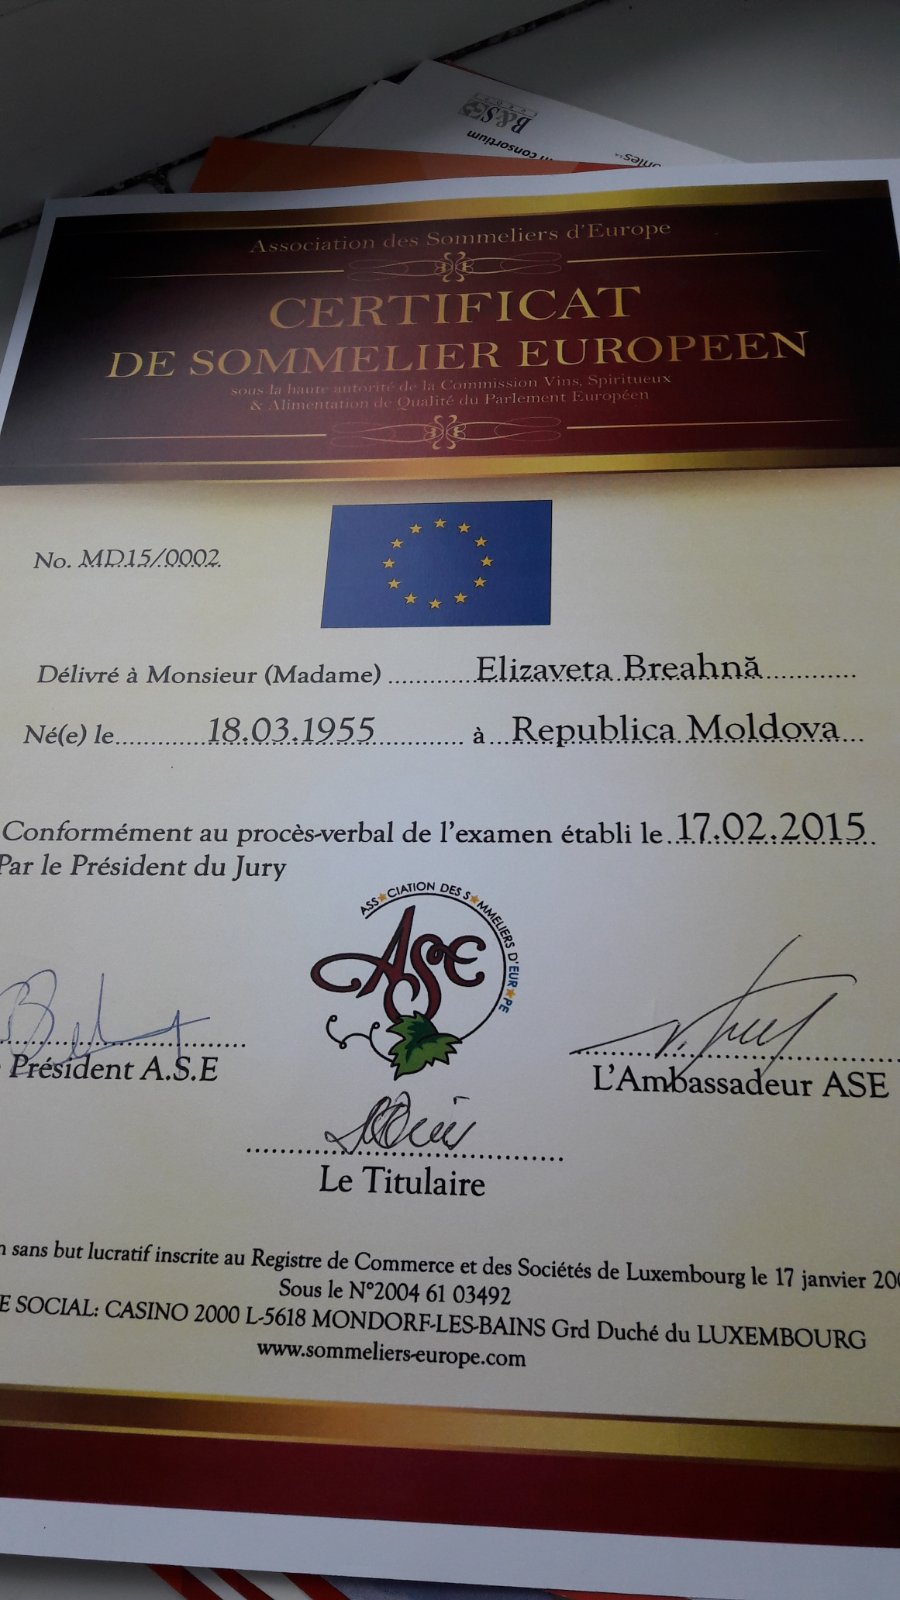 B&S
n consortium
Association des Sommeliers d'Europe
CERTIFICAT
DE SOMMELIER EUROPEEN
sous la haute autorité de la Commission Vins, Spiritueux
& Alimentation de Qualité du Parlement Européen
No. MD15/0002
Délivré à Monsieur (Madame) ............Elizaveta Breahnă..............
Né(e) le.............18.03.1955............. à ....Republica Moldova...
Conformément au procès-verbal de l'examen établi le..17.02.2015..
Par le Président du Jury
ASSOCIATION DES SOMMELIERS D'EUROPE
ASE
Président A.S.E
L'Ambassadeur ASE
Le Titulaire
n sans but lucratif inscrite au Registre de Commerce et des Sociétés de Luxembourg le 17 janvier 200
Sous le N°2004 61 03492
E SOCIAL: CASINO 2000 L-5618 MONDORF-LES-BAINS Grd Duché du LUXEMBOURG
www.sommeliers-europe.com